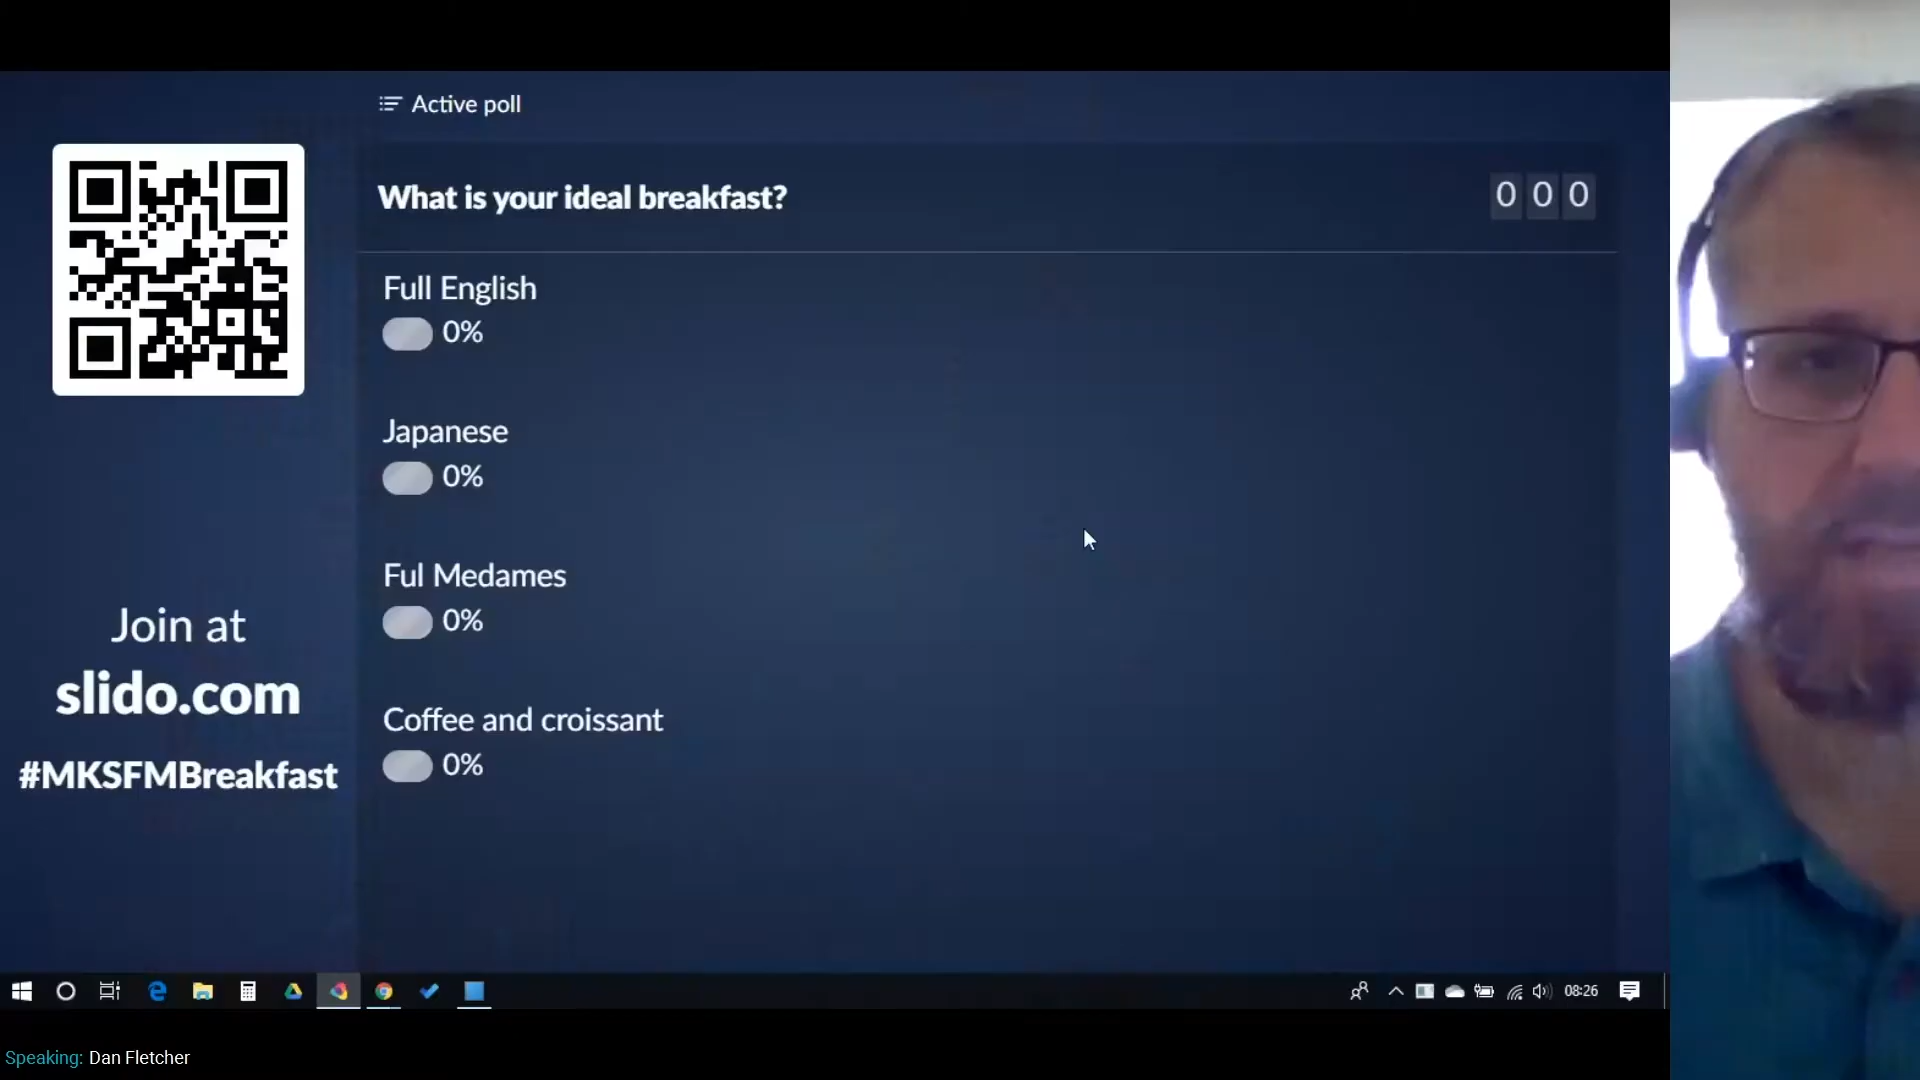 Active poll
What is your ideal breakfast?
0 0 0
Full English
0%
Japanese
0%
Ful Medames
0%
Coffee and croissant
0%
Join at
slido.com
#MKSFMBreakfast
08:26
Speaking: Dan Fletcher